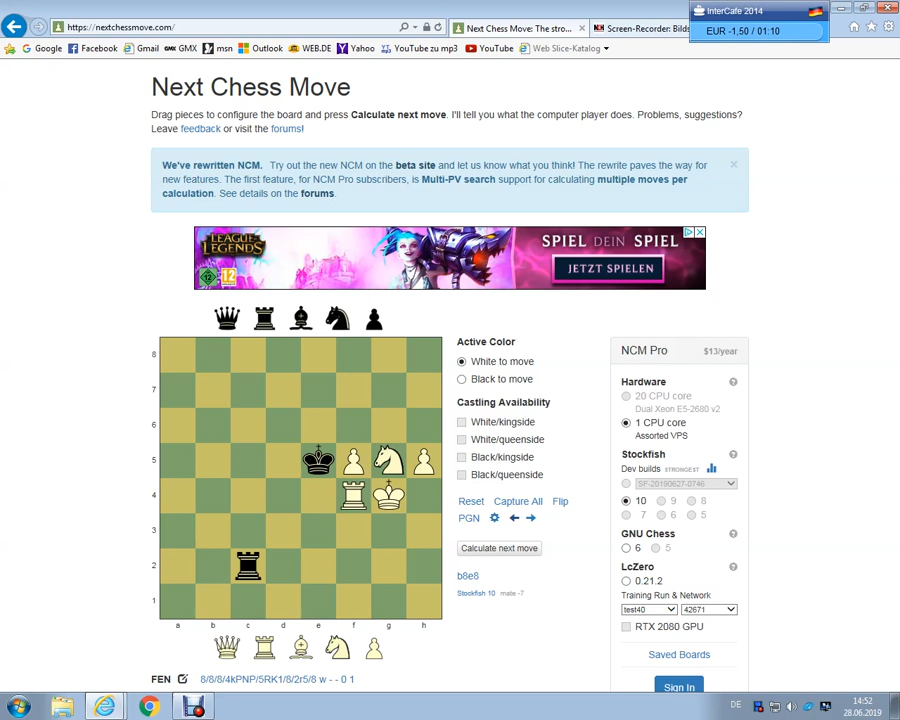 https://nextchessmove.com/
Next Chess Move: The stro...
Screen-Recorder: Bilds
InterCafe 2014
EUR -1,50 / 01:10
Google Facebook Gmail GMX msn Outlook WEB.DE Yahoo YouTube zu mp3 YouTube Web Slice-Katalog
Next Chess Move
Drag pieces to configure the board and press Calculate next move. I'll tell you what the computer player does. Problems, suggestions?
Leave feedback or visit the forums!
We've rewritten NCM. Try out the new NCM on the beta site and let us know what you think! The rewrite paves the way for
new features. The first feature, for NCM Pro subscribers, is Multi-PV search support for calculating multiple moves per
calculation. See details on the forums.
×
LEAGUE OF LEGENDS
12
SPIEL DEIN SPIEL
JETZT SPIELEN
8
7
6
5
4
3
2
1
a b c d e f g h
FEN 8/8/8/4kPNP/5RK1/8/2r5/8 w - - 0 1
Active Color
White to move
Black to move
Castling Availability
White/kingside
White/queenside
Black/kingside
Black/queenside
Reset Capture All Flip
PGN
Calculate next move
b8e8
Stockfish 10 mate -7
NCM Pro $13/year
Hardware ?
20 CPU core
Dual Xeon E5-2680 v2
1 CPU core
Assorted VPS
Stockfish ?
Dev builds STRONGEST
SF-20190627-0746
10 9 8
7 6 5
GNU Chess ?
6 5
LcZero ?
0.21.2
Training Run & Network
test40 42671
RTX 2080 GPU
Saved Boards
Sign In
DE
14:52
28.06.2019